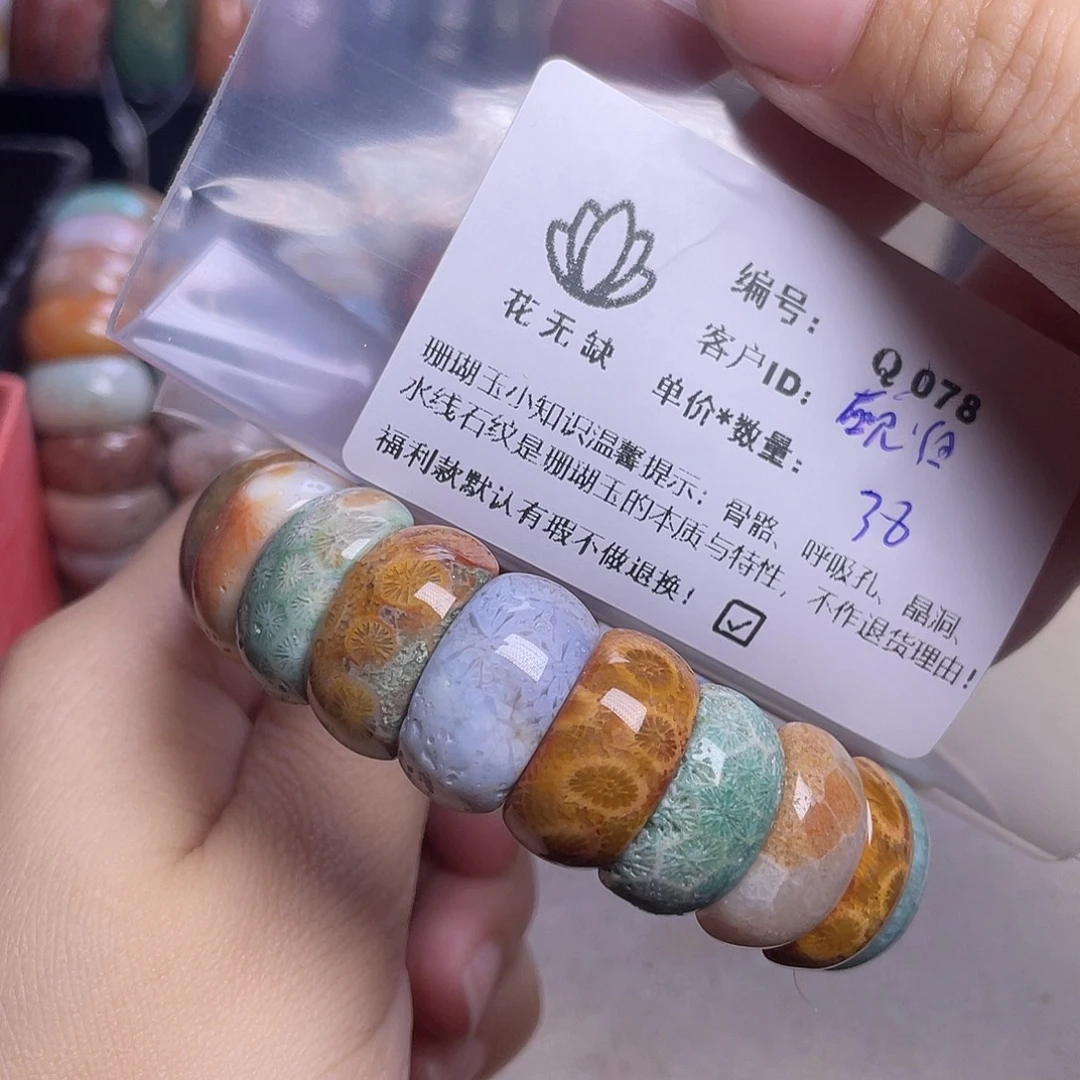 花无缺
编号：
Q 078
客户ID：
单价*数量：
38
珊瑚玉小知识温馨提示：骨骼、呼吸孔、晶洞、
水线石纹是珊瑚玉的本质与特性，不作退货理由！
福利款默认有瑕不做退换！